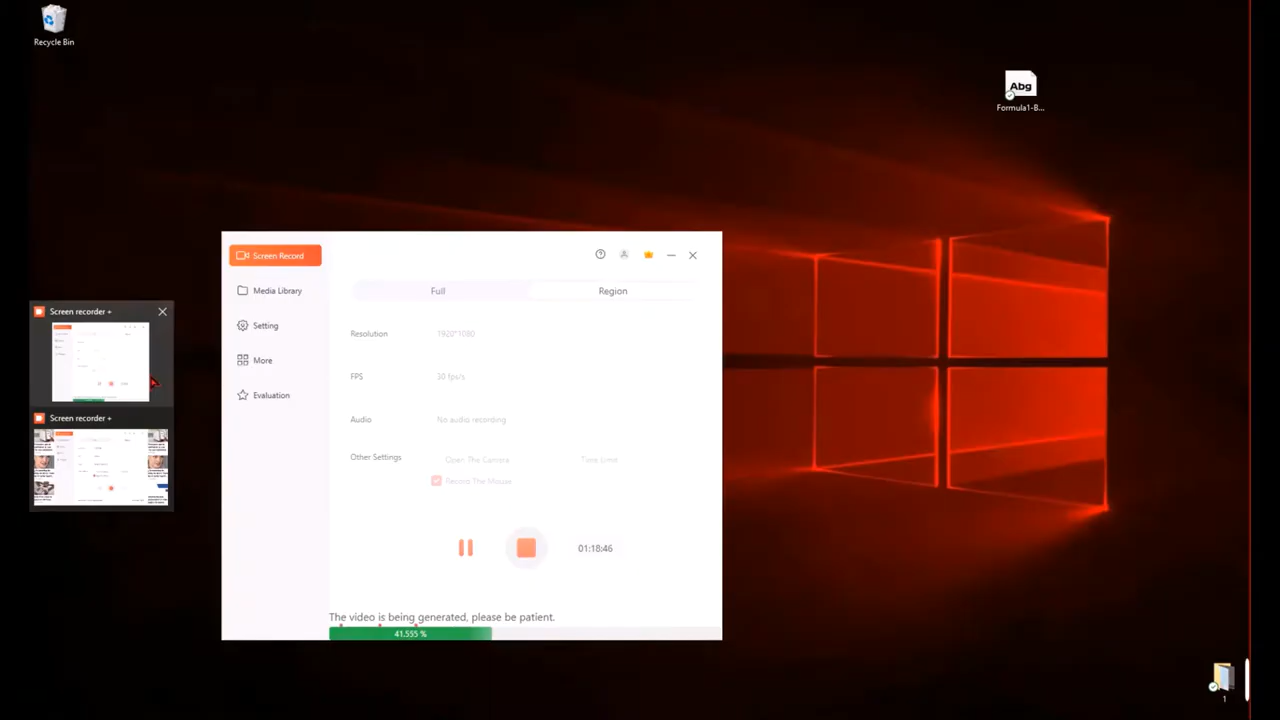 Recycle Bin
Abg
Formula1-B...
Screen recorder +
Screen recorder +
Screen Record
Media Library
Setting
More
Evaluation
Full
Region
Resolution
1920*1080
FPS
30 fps/s
Audio
No audio recording
Other Settings
Open The Camera
Time Limit
Record The Mouse
01:18:46
The video is being generated, please be patient.
41.555 %
1